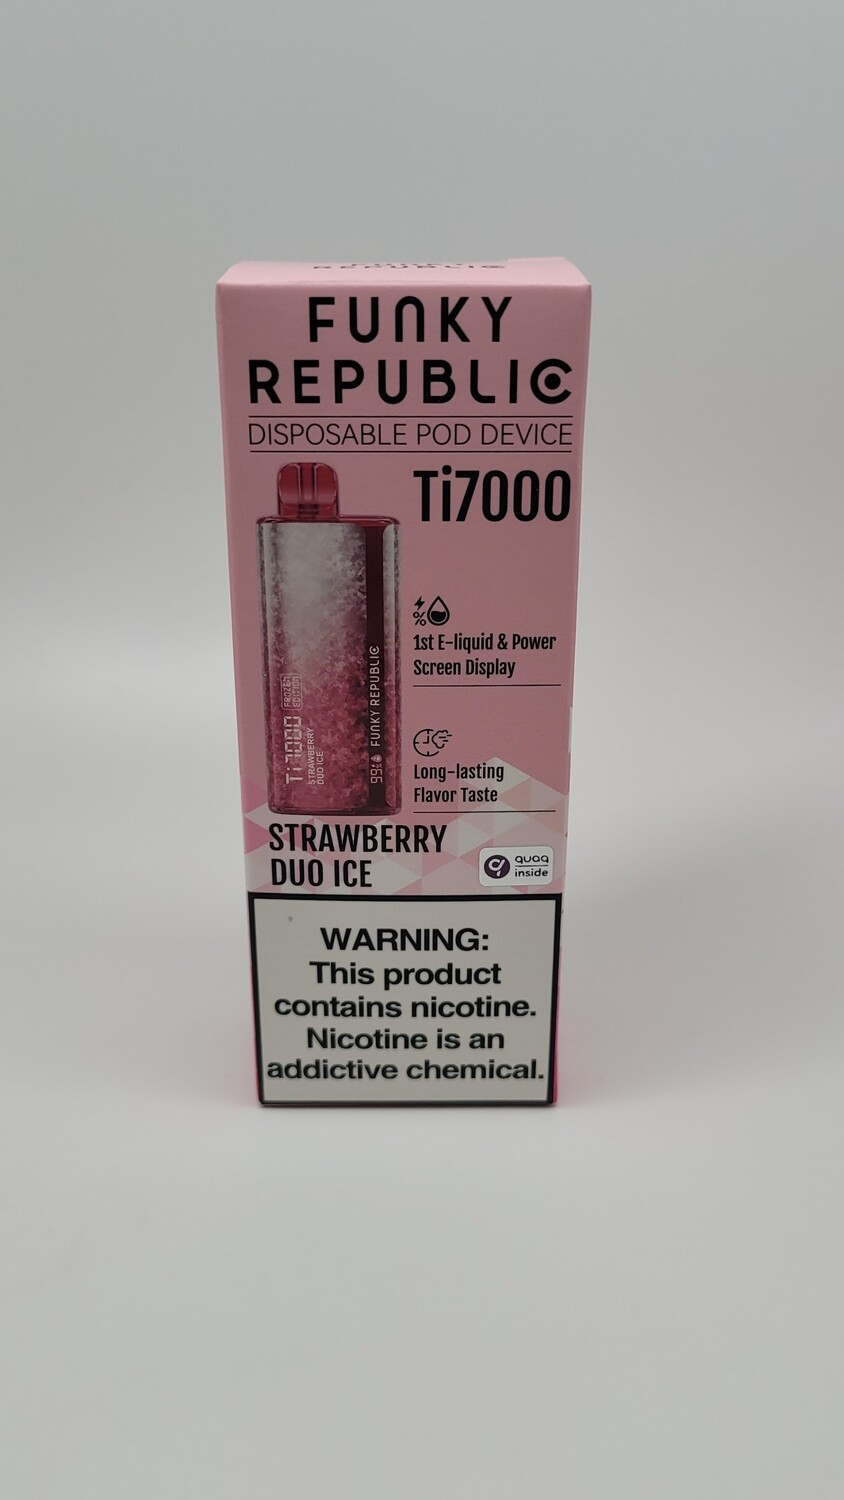 REPUBLIC
FUNKY
REPUBLIC
DISPOSABLE POD DEVICE
Ti7000
1st E-liquid & Power
Screen Display
Long-lasting
Flavor Taste
Ti7000
FROZEN
EDITION
STRAWBERRY
DUO ICE
99%
FUNKY REPUBLIC
STRAWBERRY
DUO ICE
quaq
inside
WARNING:
This product
contains nicotine.
Nicotine is an
addictive chemical.